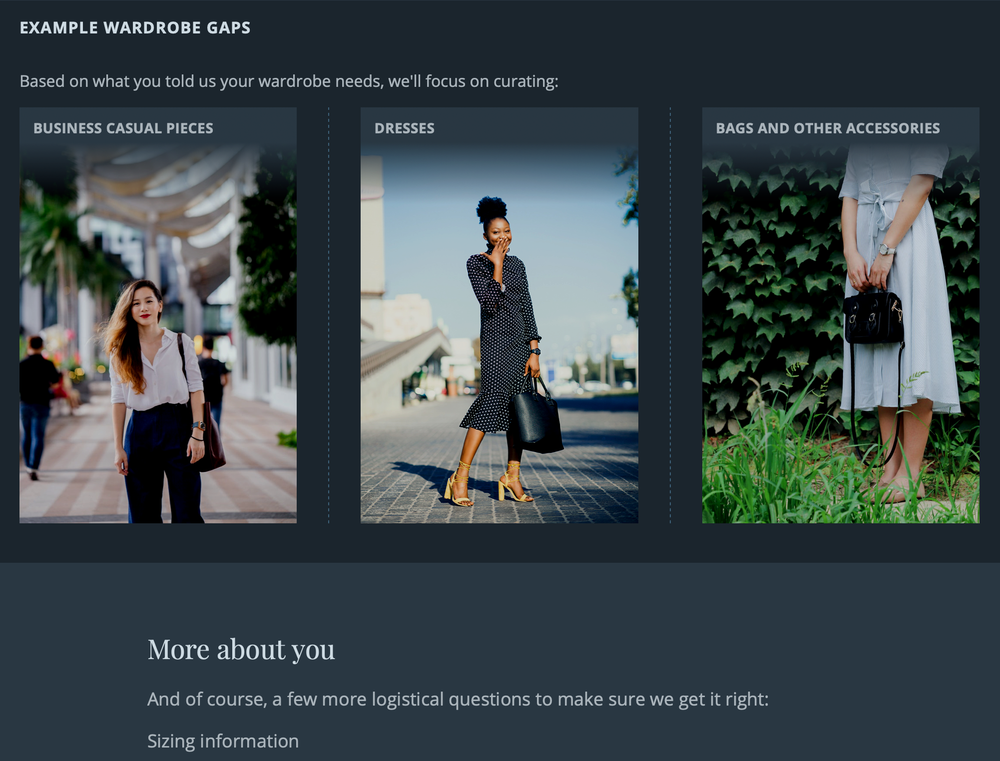 EXAMPLE WARDROBE GAPS
Based on what you told us your wardrobe needs, we'll focus on curating:
BUSINESS CASUAL PIECES
DRESSES
BAGS AND OTHER ACCESSORIES
More about you
And of course, a few more logistical questions to make sure we get it right:
Sizing information